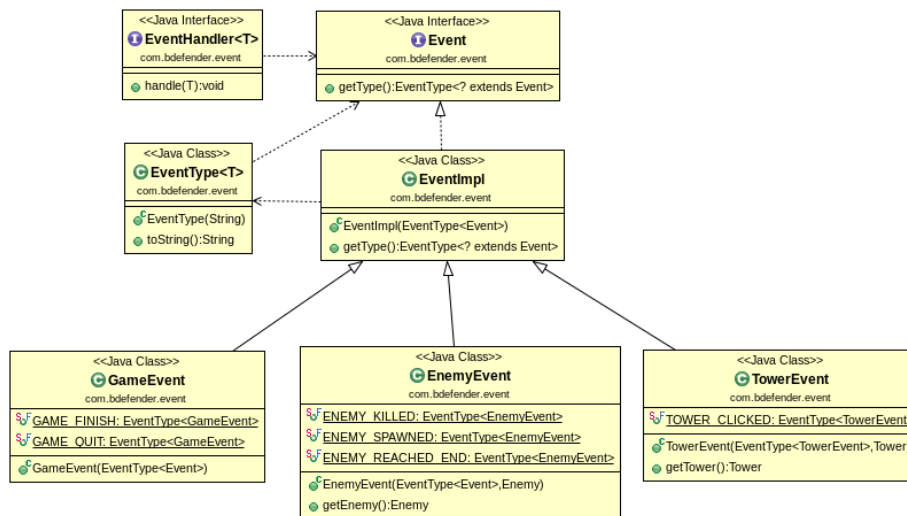 <<Java Interface>>
EventHandler<T>
com.bdefender.event
handle(T):void
<<Java Interface>>
Event
com.bdefender.event
getType():EventType<? extends Event>
<<Java Class>>
EventType<T>
com.bdefender.event
EventType(String)
toString():String
<<Java Class>>
EventImpl
com.bdefender.event
EventImpl(EventType<Event>)
getType():EventType<? extends Event>
<<Java Class>>
GameEvent
com.bdefender.event
GAME_FINISH: EventType<GameEvent>
GAME_QUIT: EventType<GameEvent>
GameEvent(EventType<Event>)
<<Java Class>>
EnemyEvent
com.bdefender.event
ENEMY_KILLED: EventType<EnemyEvent>
ENEMY_SPAWNED: EventType<EnemyEvent>
ENEMY_REACHED_END: EventType<EnemyEvent>
EnemyEvent(EventType<Event>,Enemy)
getEnemy():Enemy
<<Java Class>>
TowerEvent
com.bdefender.event
TOWER_CLICKED: EventType<TowerEvent
TowerEvent(EventType<TowerEvent>,Tower
getTower():Tower